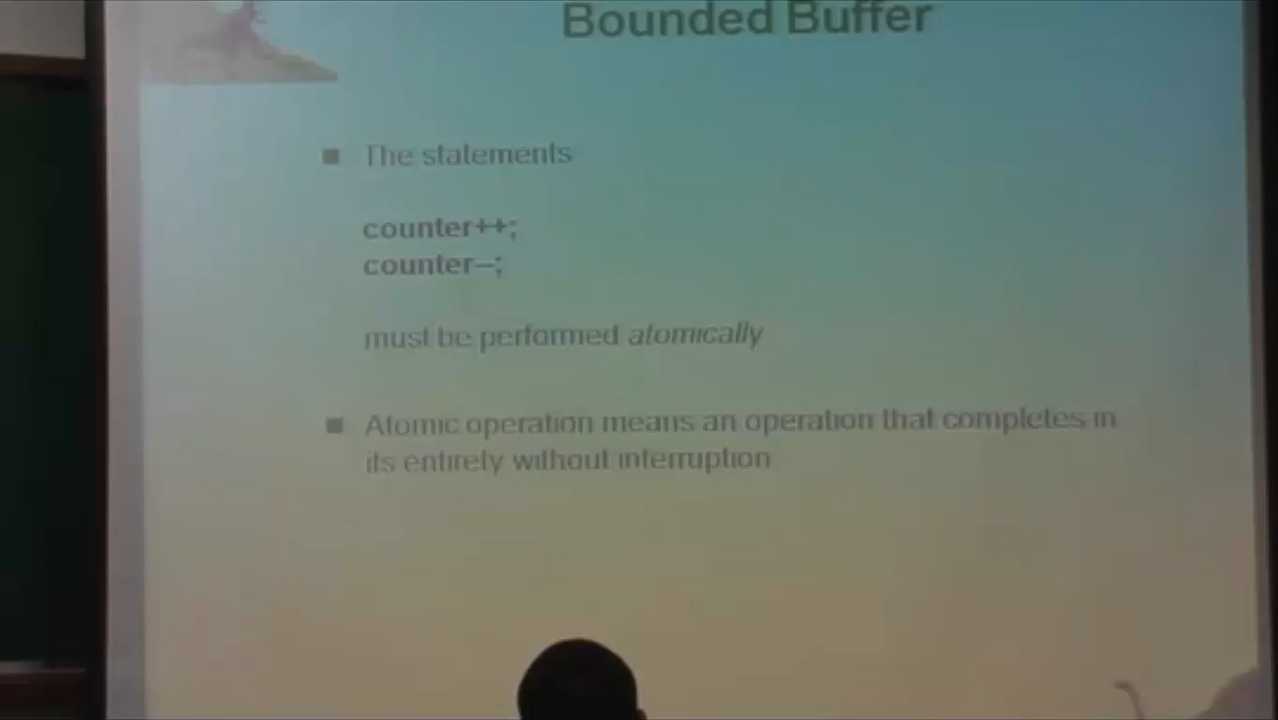 Bounded Buffer
The statements
counter++;
counter--;
must be performed atomically
Atomic operation means an operation that completes in
its entirety without interruption